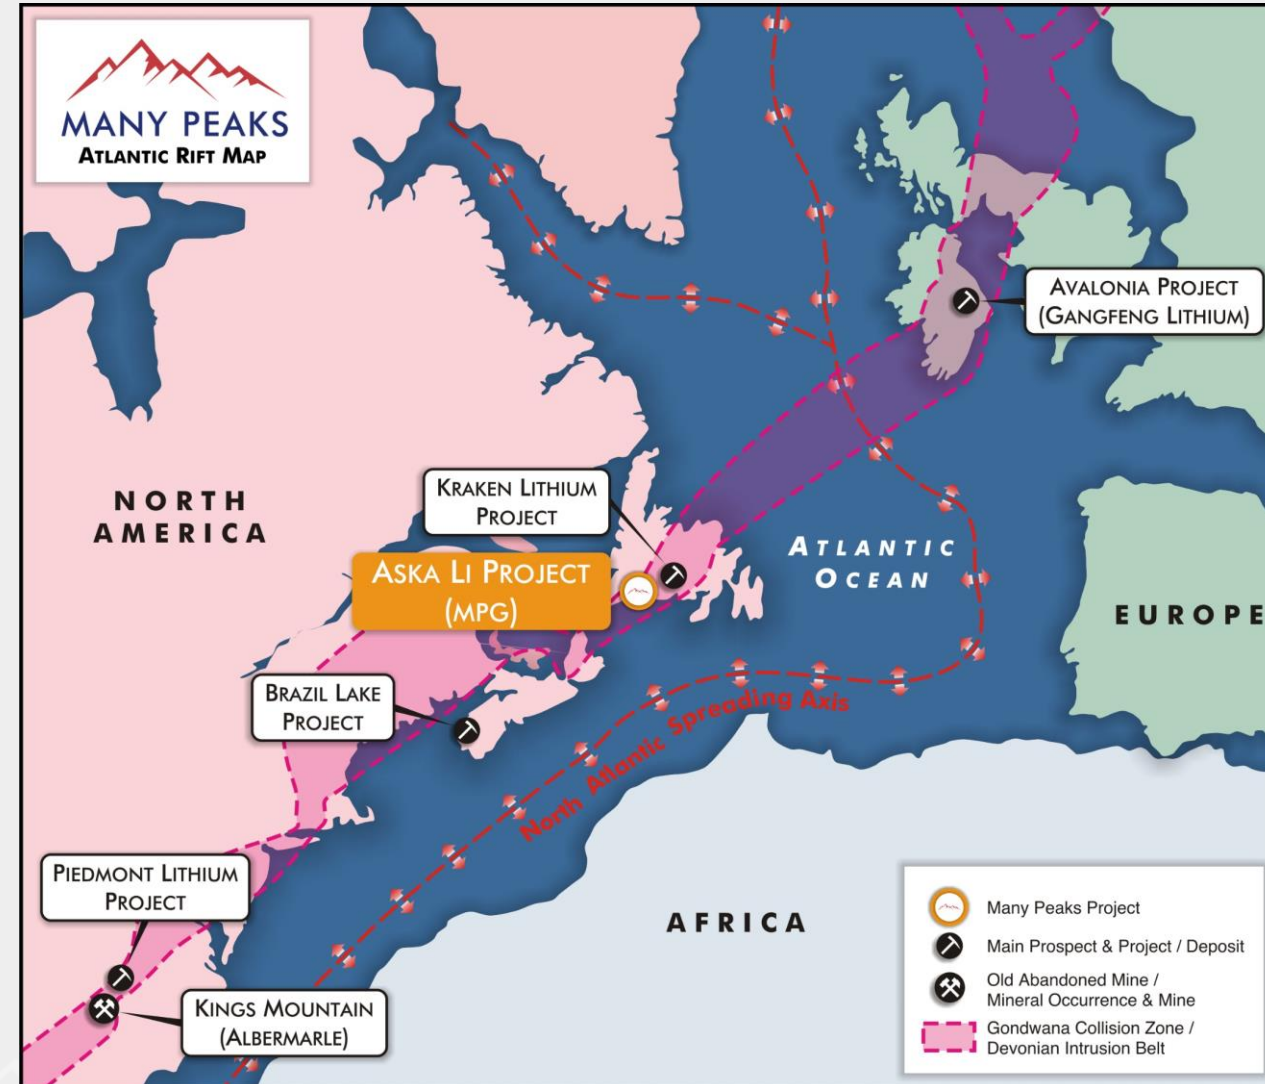 MANY PEAKS
ATLANTIC RIFT MAP
AVALONIA PROJECT
(GANGFENG LITHIUM)
KRAKEN LITHIUM
PROJECT
NORTH
AMERICA
ASKA LI PROJECT
(MPG)
ATLANTIC
OCEAN
EUROPE
BRAZIL LAKE
PROJECT
North Atlantic Spreading Axis
PIEDMONT LITHIUM
PROJECT
AFRICA
KINGS MOUNTAIN
(ALBERMARLE)
Many Peaks Project
Main Prospect & Project / Deposit
Old Abandoned Mine /
Mineral Occurrence & Mine
Gondwana Collision Zone /
Devonian Intrusion Belt